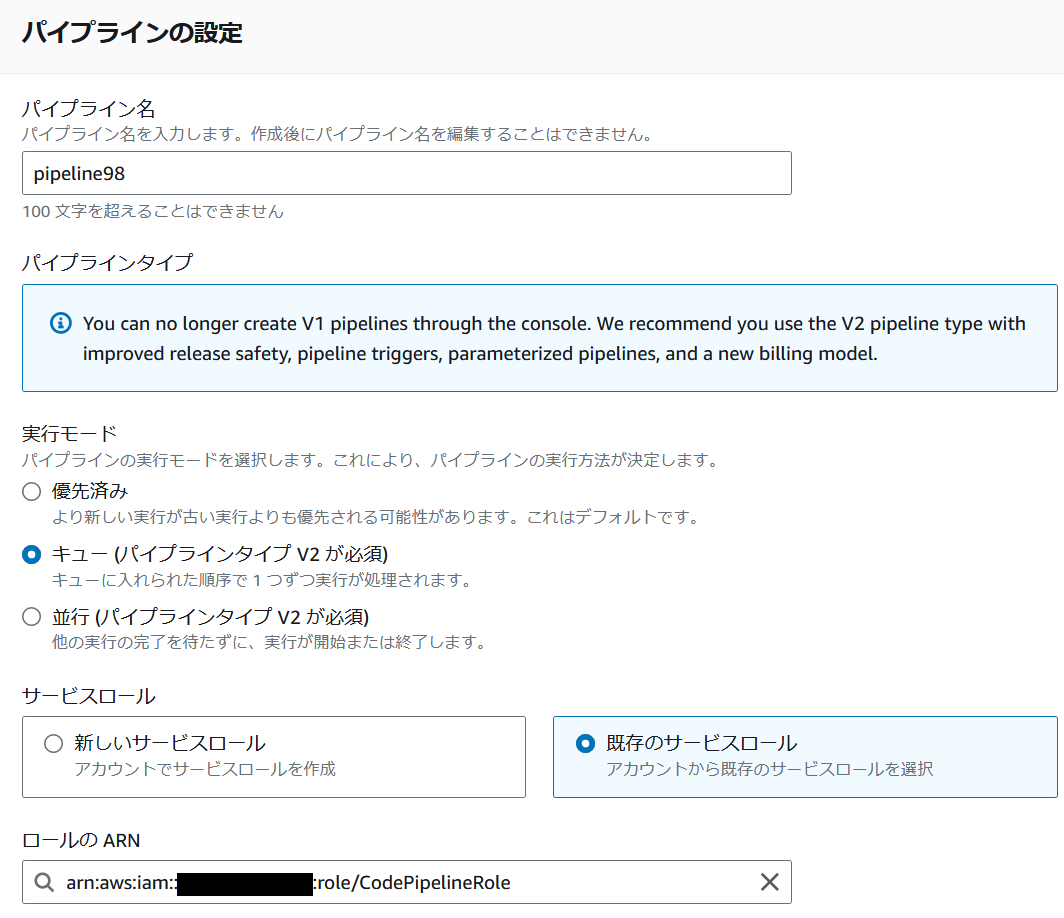 パイプラインの設定
パイプライン名
パイプライン名を入力します。作成後にパイプライン名を編集することはできません。
pipeline98
100 文字を超えることはできません
パイプラインタイプ
You can no longer create V1 pipelines through the console. We recommend you use the V2 pipeline type with
improved release safety, pipeline triggers, parameterized pipelines, and a new billing model.
実行モード
パイプラインの実行モードを選択します。これにより、パイプラインの実行方法が決定します。
優先済み
より新しい実行が古い実行よりも優先される可能性があります。これはデフォルトです。
キュー (パイプラインタイプ V2 が必須)
キューに入れられた順序で 1 つずつ実行が処理されます。
並行 (パイプラインタイプ V2 が必須)
他の実行の完了を待たずに、実行が開始または終了します。
サービスロール
新しいサービスロール
アカウントでサービスロールを作成
既存のサービスロール
アカウントから既存のサービスロールを選択
ロールの ARN
arn:aws:iam:: :role/CodePipelineRole